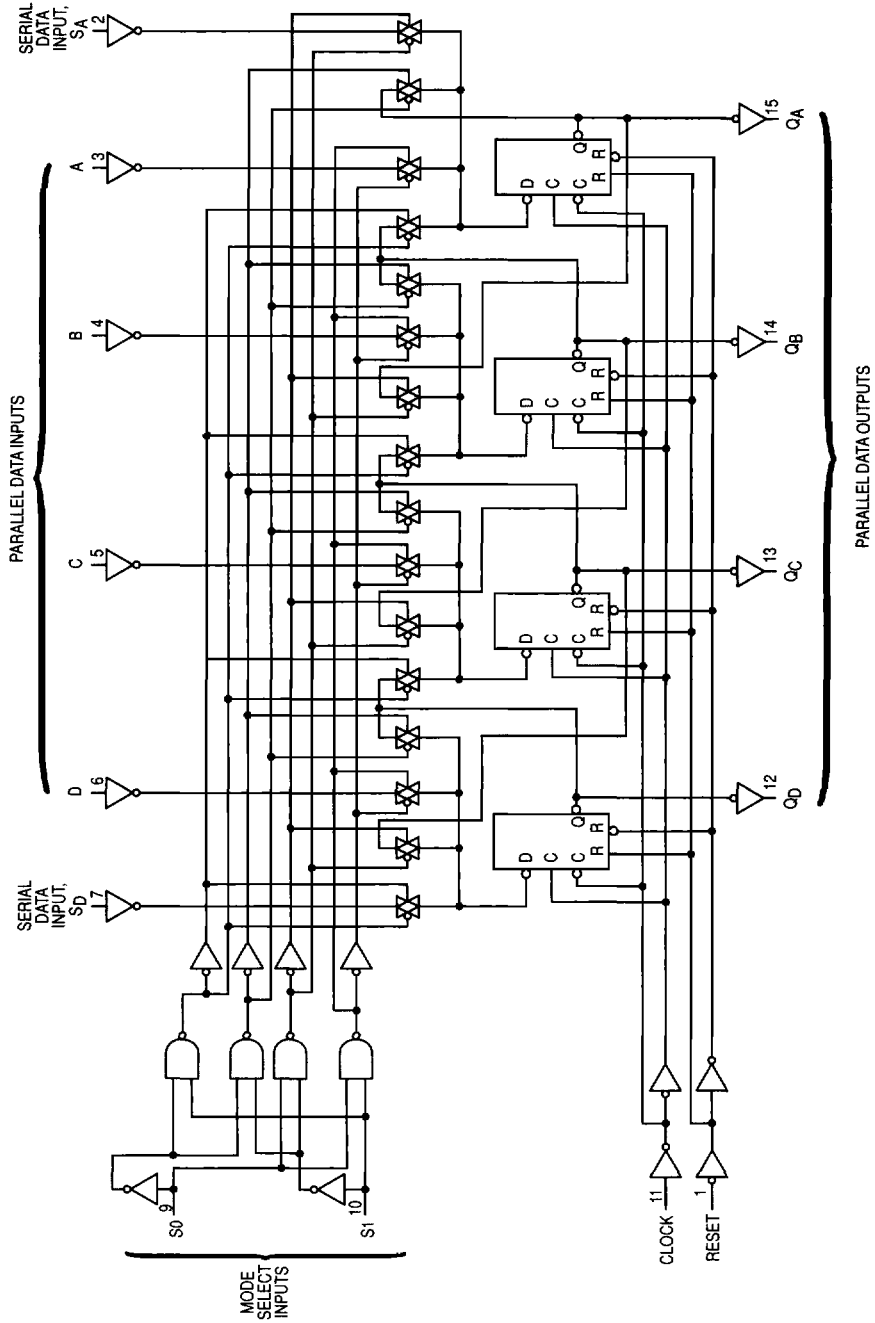 PARALLEL DATA INPUTS
SERIAL
DATA
INPUT,
SD
7
D
6
C
5
B
4
A
3
SERIAL
DATA
INPUT,
SA
2
MODE
SELECT
INPUTS
S0
9
S1
10
D
C
C
Q
R
R
D
C
C
Q
R
R
D
C
C
Q
R
R
D
C
C
Q
R
R
CLOCK
11
RESET
1
12
QD
13
QC
14
QB
15
QA
PARALLEL DATA OUTPUTS